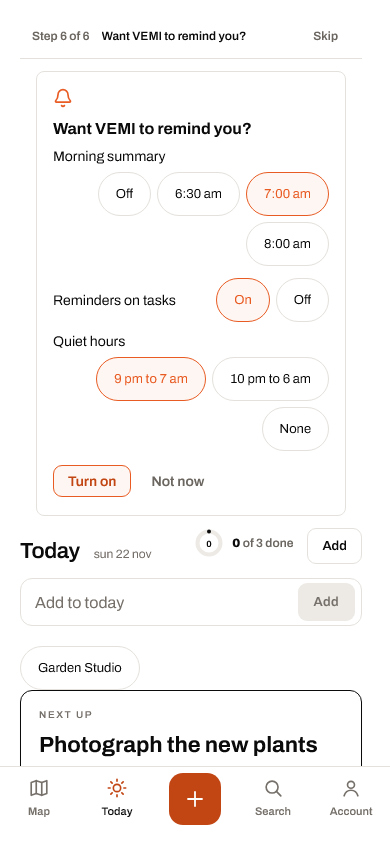 Step 6 of 6 Want VEMI to remind you? Skip
Want VEMI to remind you?
Morning summary
Off 6:30 am 7:00 am
8:00 am
Reminders on tasks On Off
Quiet hours
9 pm to 7 am 10 pm to 6 am
None
Turn on Not now
Today sun 22 nov 0 0 of 3 done Add
Add to today Add
Garden Studio
NEXT UP
Photograph the new plants
Map Today Search Account